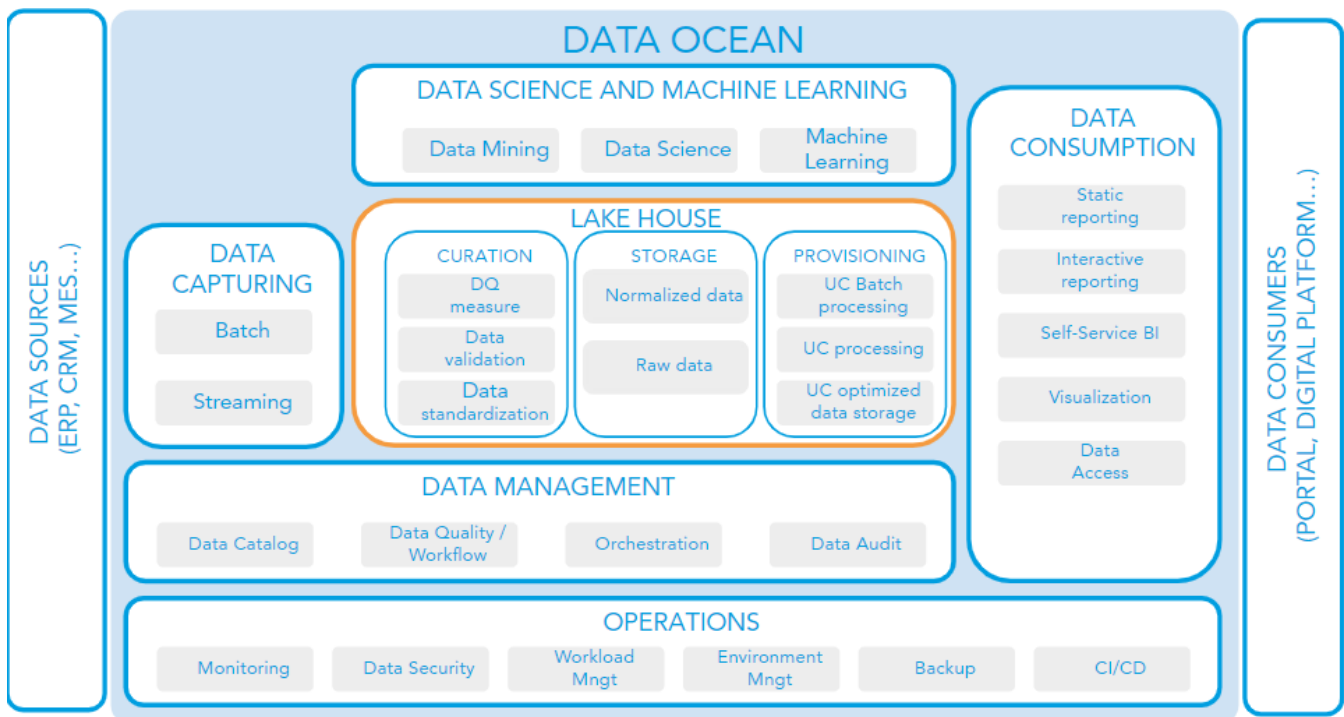 DATA SOURCES
(ERP, CRM, MES...)
DATA OCEAN
DATA SCIENCE AND MACHINE LEARNING
Data Mining
Data Science
Machine
Learning
DATA
CAPTURING
Batch
Streaming
LAKE HOUSE
CURATION
DQ
measure
Data
validation
Data
standardization
STORAGE
Normalized data
Raw data
PROVISIONING
UC Batch
processing
UC processing
UC optimized
data storage
DATA
CONSUMPTION
Static
reporting
Interactive
reporting
Self-Service BI
Visualization
Data
Access
DATA MANAGEMENT
Data Catalog
Data Quality /
Workflow
Orchestration
Data Audit
OPERATIONS
Monitoring
Data Security
Workload
Mngt
Environment
Mngt
Backup
CI/CD
DATA CONSUMERS
(PORTAL, DIGITAL PLATFORM...)